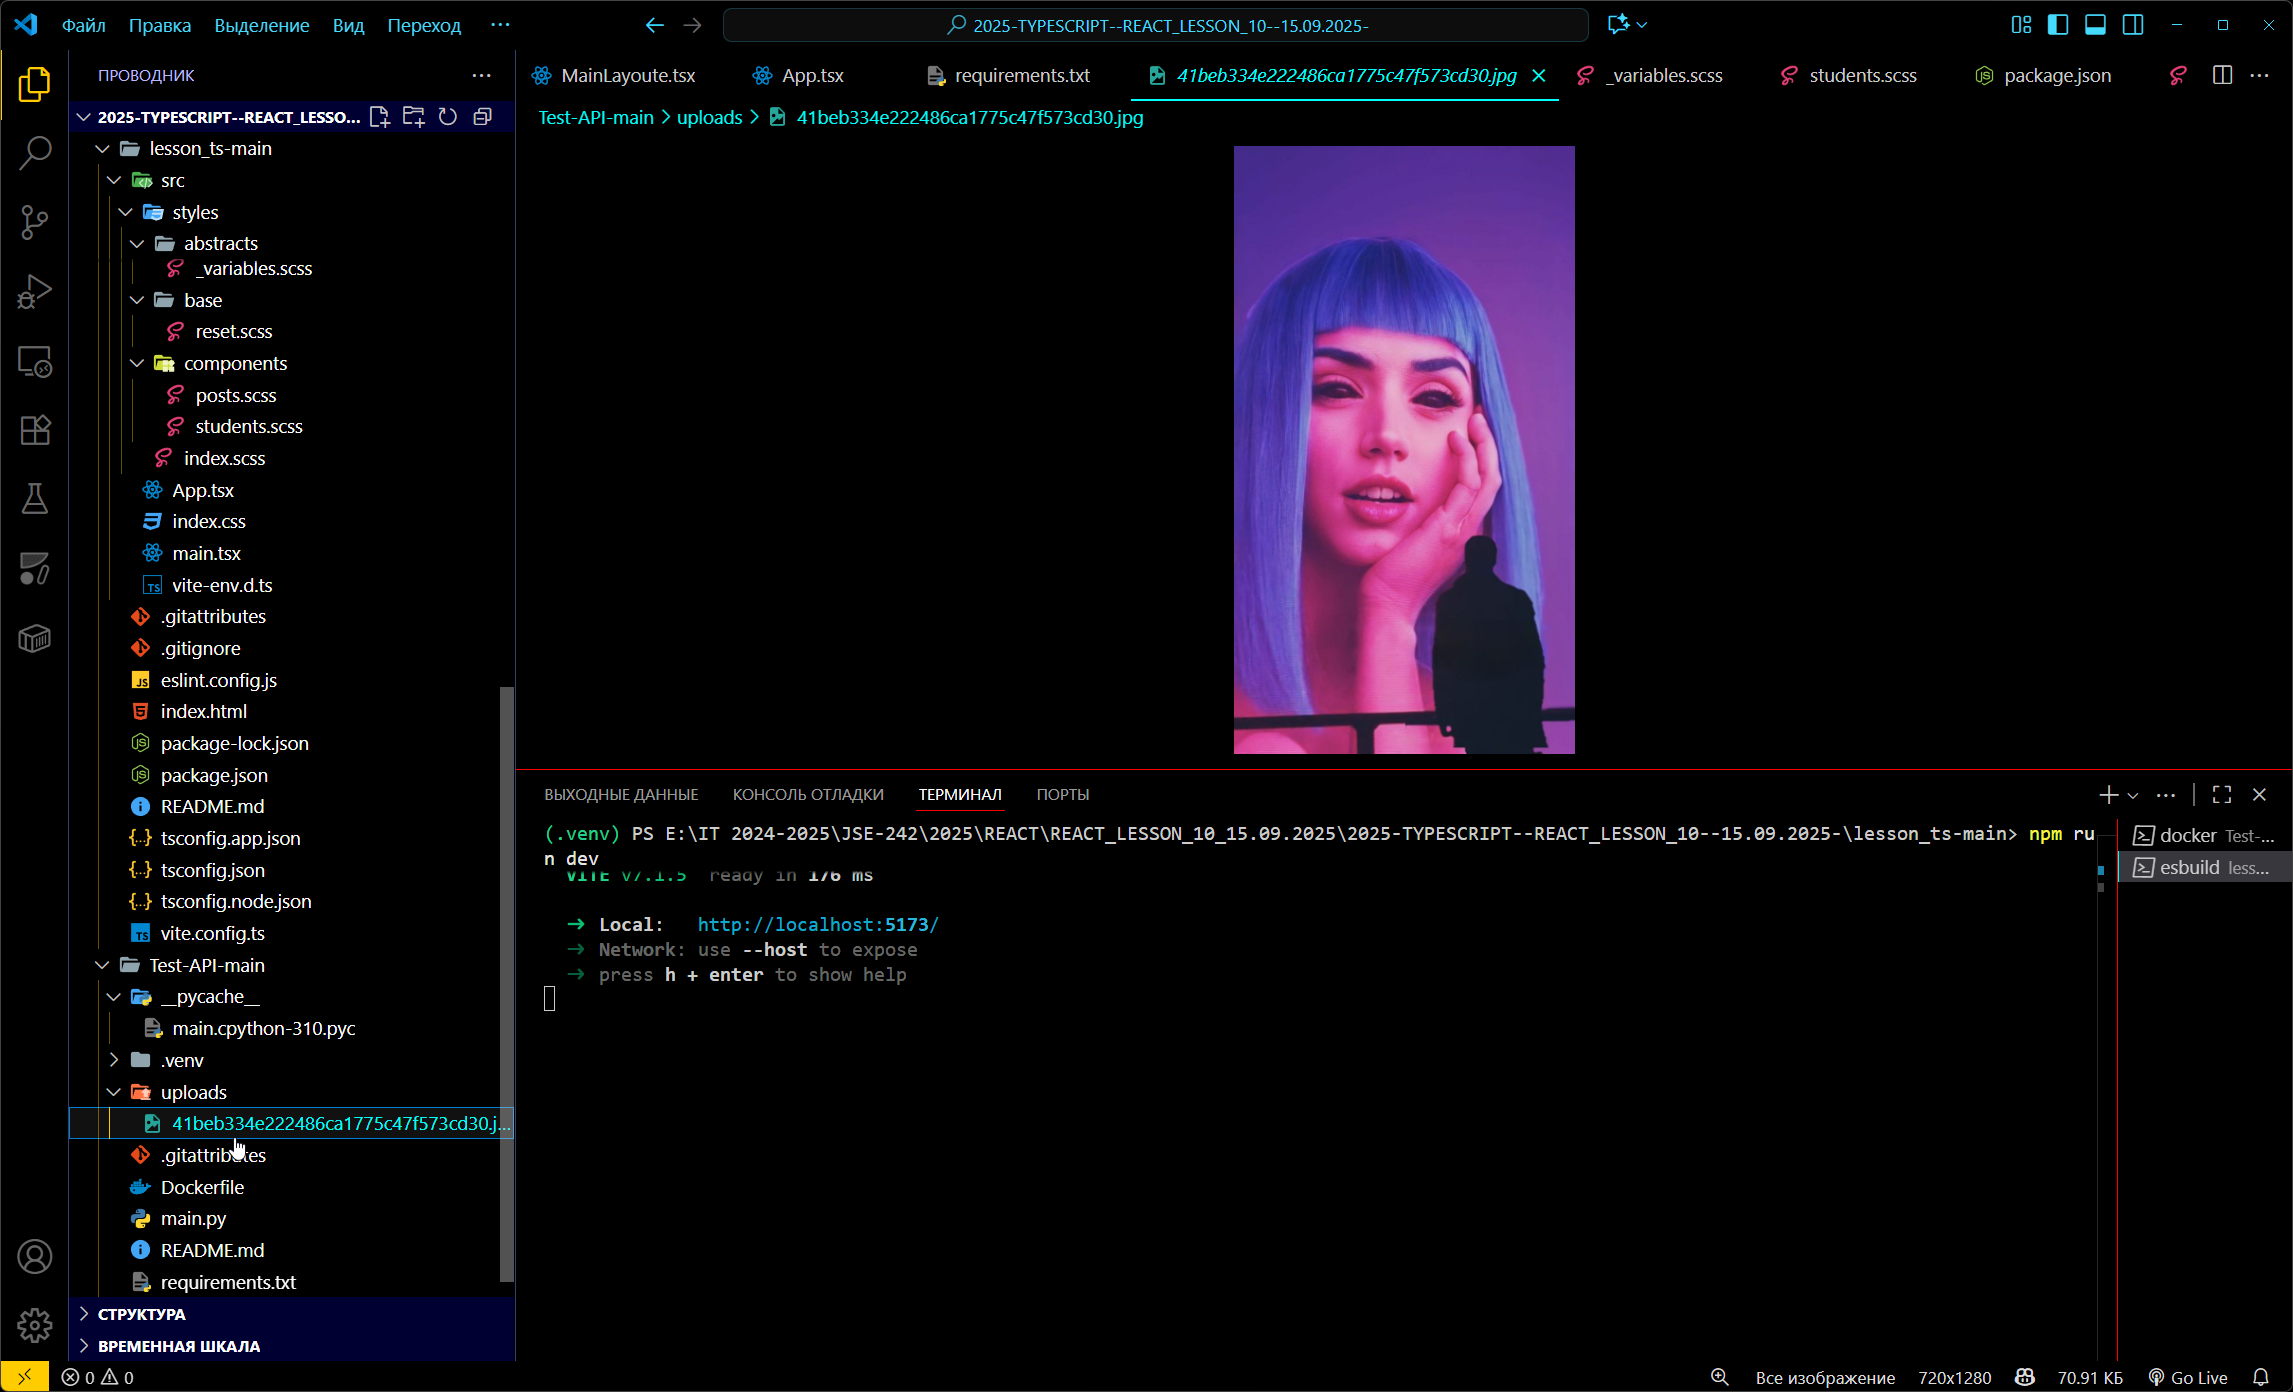 Файл Правка Выделение Вид Переход ··· 2025-TYPESCRIPT--REACT_LESSON_10--15.09.2025-
ПРОВОДНИК ···
2025-TYPESCRIPT--REACT_LESSO...
lesson_ts-main
src
styles
abstracts
_variables.scss
base
reset.scss
components
posts.scss
students.scss
index.scss
App.tsx
index.css
main.tsx
vite-env.d.ts
.gitattributes
.gitignore
eslint.config.js
index.html
package-lock.json
package.json
README.md
tsconfig.app.json
tsconfig.json
tsconfig.node.json
vite.config.ts
Test-API-main
__pycache__
main.cpython-310.pyc
.venv
uploads
41beb334e222486ca1775c47f573cd30.j...
.gitattributes
Dockerfile
main.py
README.md
requirements.txt
СТРУКТУРА
ВРЕМЕННАЯ ШКАЛА
MainLayoute.tsx App.tsx requirements.txt 41beb334e222486ca1775c47f573cd30.jpg _variables.scss students.scss package.json ···
Test-API-main > uploads > 41beb334e222486ca1775c47f573cd30.jpg
ВЫХОДНЫЕ ДАННЫЕ КОНСОЛЬ ОТЛАДКИ ТЕРМИНАЛ ПОРТЫ
(.venv) PS E:\IT 2024-2025\JSE-242\2025\REACT\REACT_LESSON_10_15.09.2025\2025-TYPESCRIPT--REACT_LESSON_10--15.09.2025-\lesson_ts-main> npm ru
n dev
VITE v7.1.5 ready in 176 ms
➜ Local: http://localhost:5173/
➜ Network: use --host to expose
➜ press h + enter to show help
docker Test-...
esbuild less...
0 0 Все изображение 720x1280 70.91 КБ Go Live